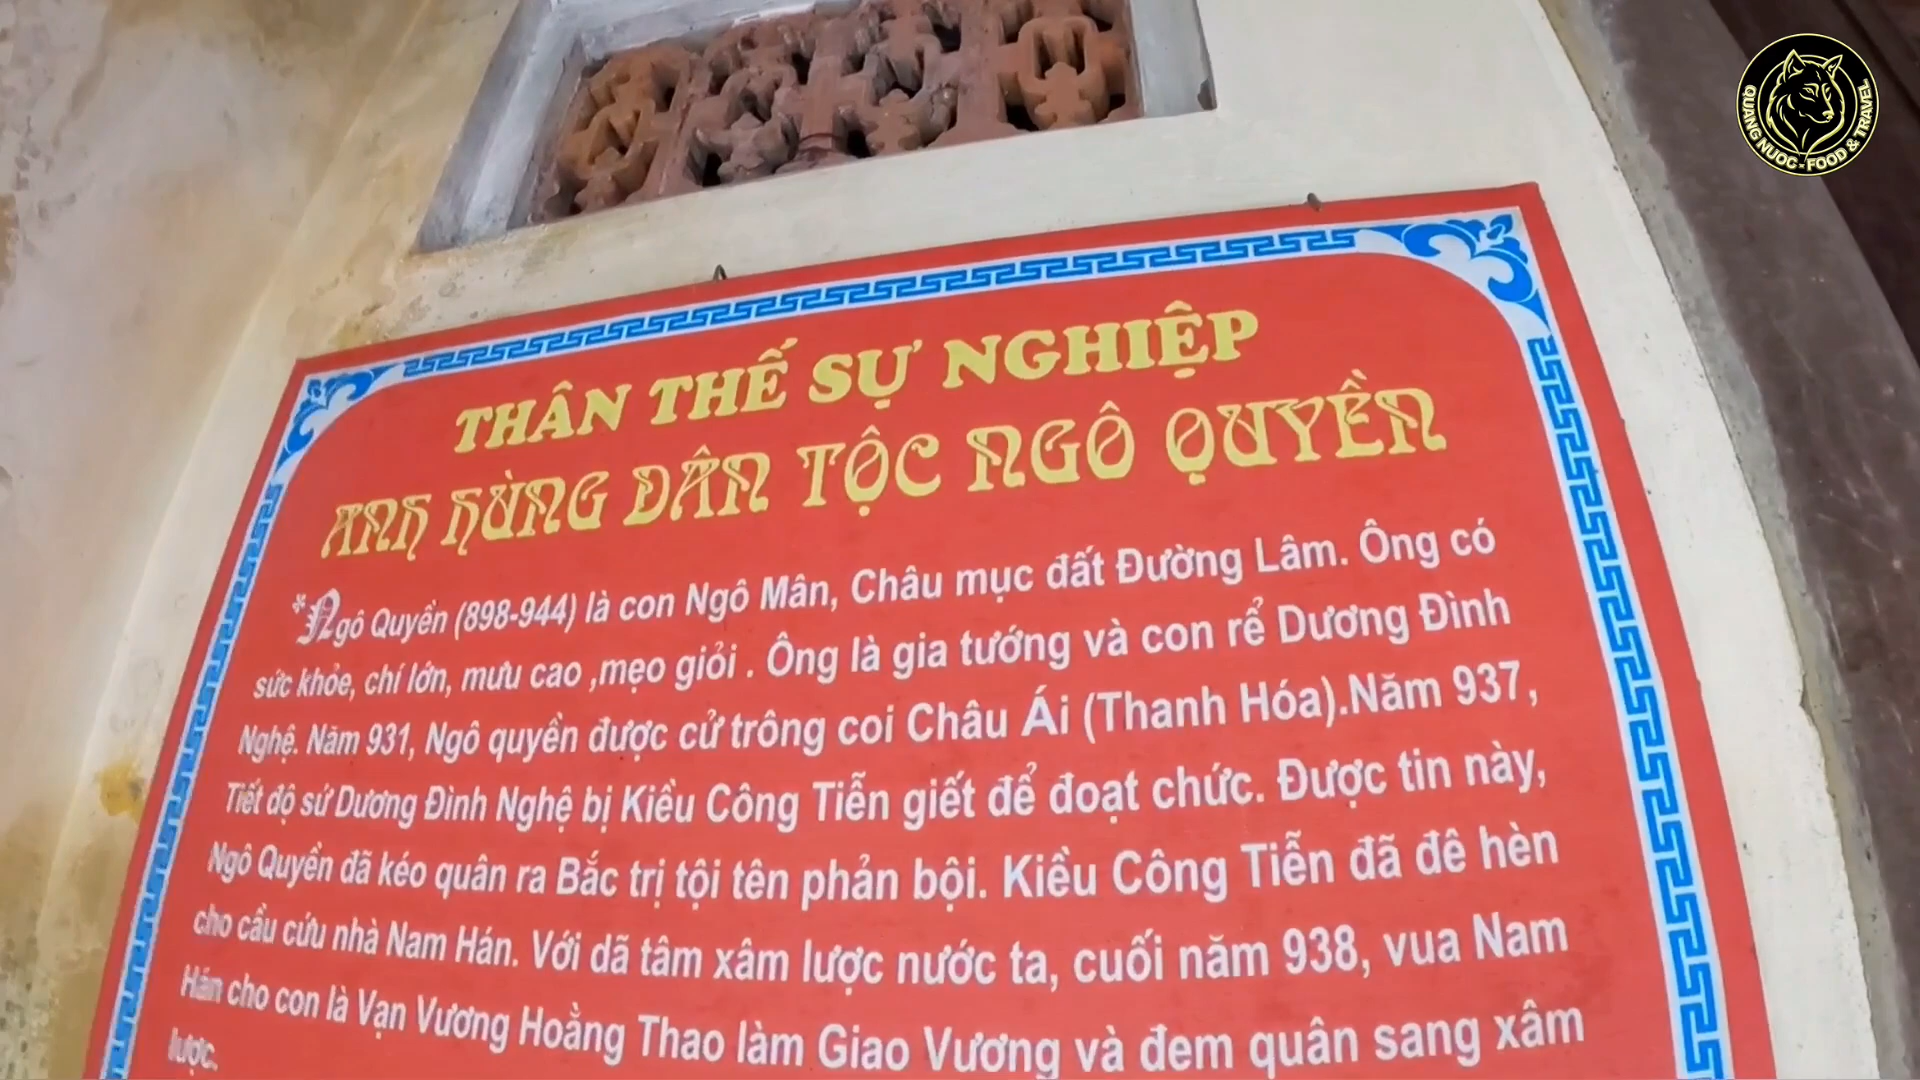 QUANG NUOC - FOOD & TRAVEL
THÂN THẾ SỰ NGHIỆP
ANH HÙNG DÂN TỘC NGÔ QUYỀN
*Ngô Quyền (898-944) là con Ngô Mân, Châu mục đất Đường Lâm. Ông có
sức khỏe, chí lớn, mưu cao ,mẹo giỏi . Ông là gia tướng và con rể Dương Đình
Nghệ. Năm 931, Ngô quyền được cử trông coi Châu Ái (Thanh Hóa).Năm 937,
Tiết độ sứ Dương Đình Nghệ bị Kiều Công Tiễn giết để đoạt chức. Được tin này,
Ngô Quyền đã kéo quân ra Bắc trị tội tên phản bội. Kiều Công Tiễn đã đê hèn
cho cầu cứu nhà Nam Hán. Với dã tâm xâm lược nước ta, cuối năm 938, vua Nam
Hán cho con là Vạn Vương Hoằng Thao làm Giao Vương và đem quân sang xâm
lược.